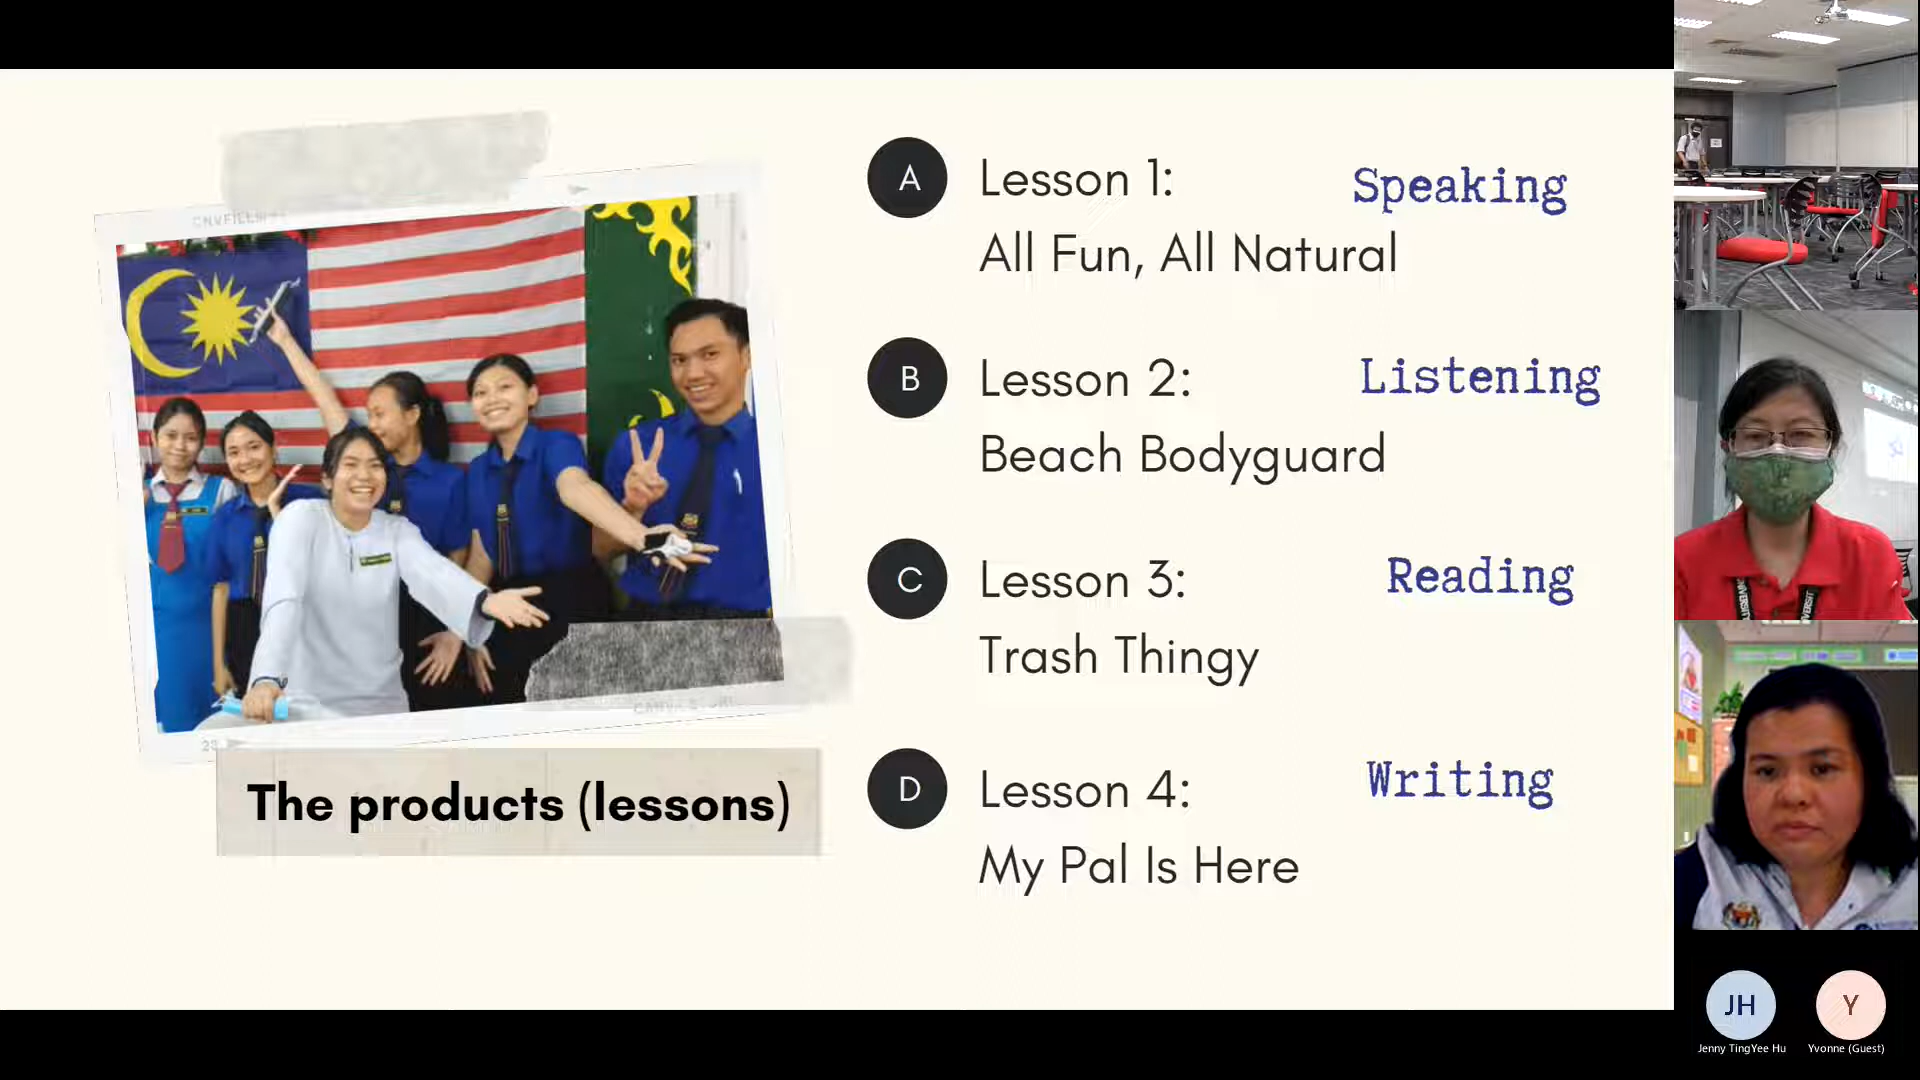 The products (lessons)
A
Lesson 1:
Speaking
All Fun, All Natural
B
Lesson 2:
Listening
Beach Bodyguard
C
Lesson 3:
Reading
Trash Thingy
D
Lesson 4:
Writing
My Pal Is Here
JH
Jenny TingYee Hu
Y
Yvonne (Guest)